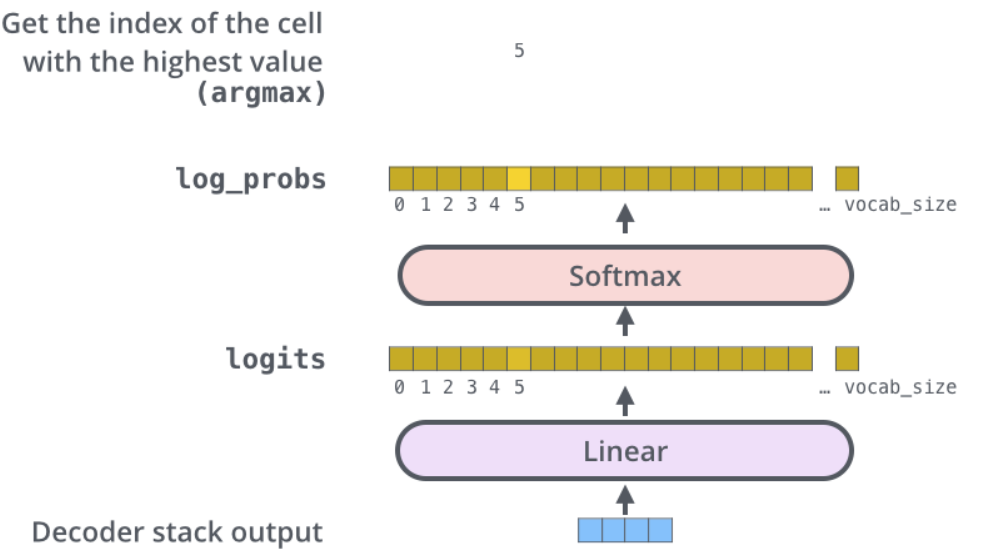 Get the index of the cell
with the highest value
(argmax)
5
log_probs
0 1 2 3 4 5 … vocab_size
Softmax
logits
0 1 2 3 4 5 … vocab_size
Linear
Decoder stack output